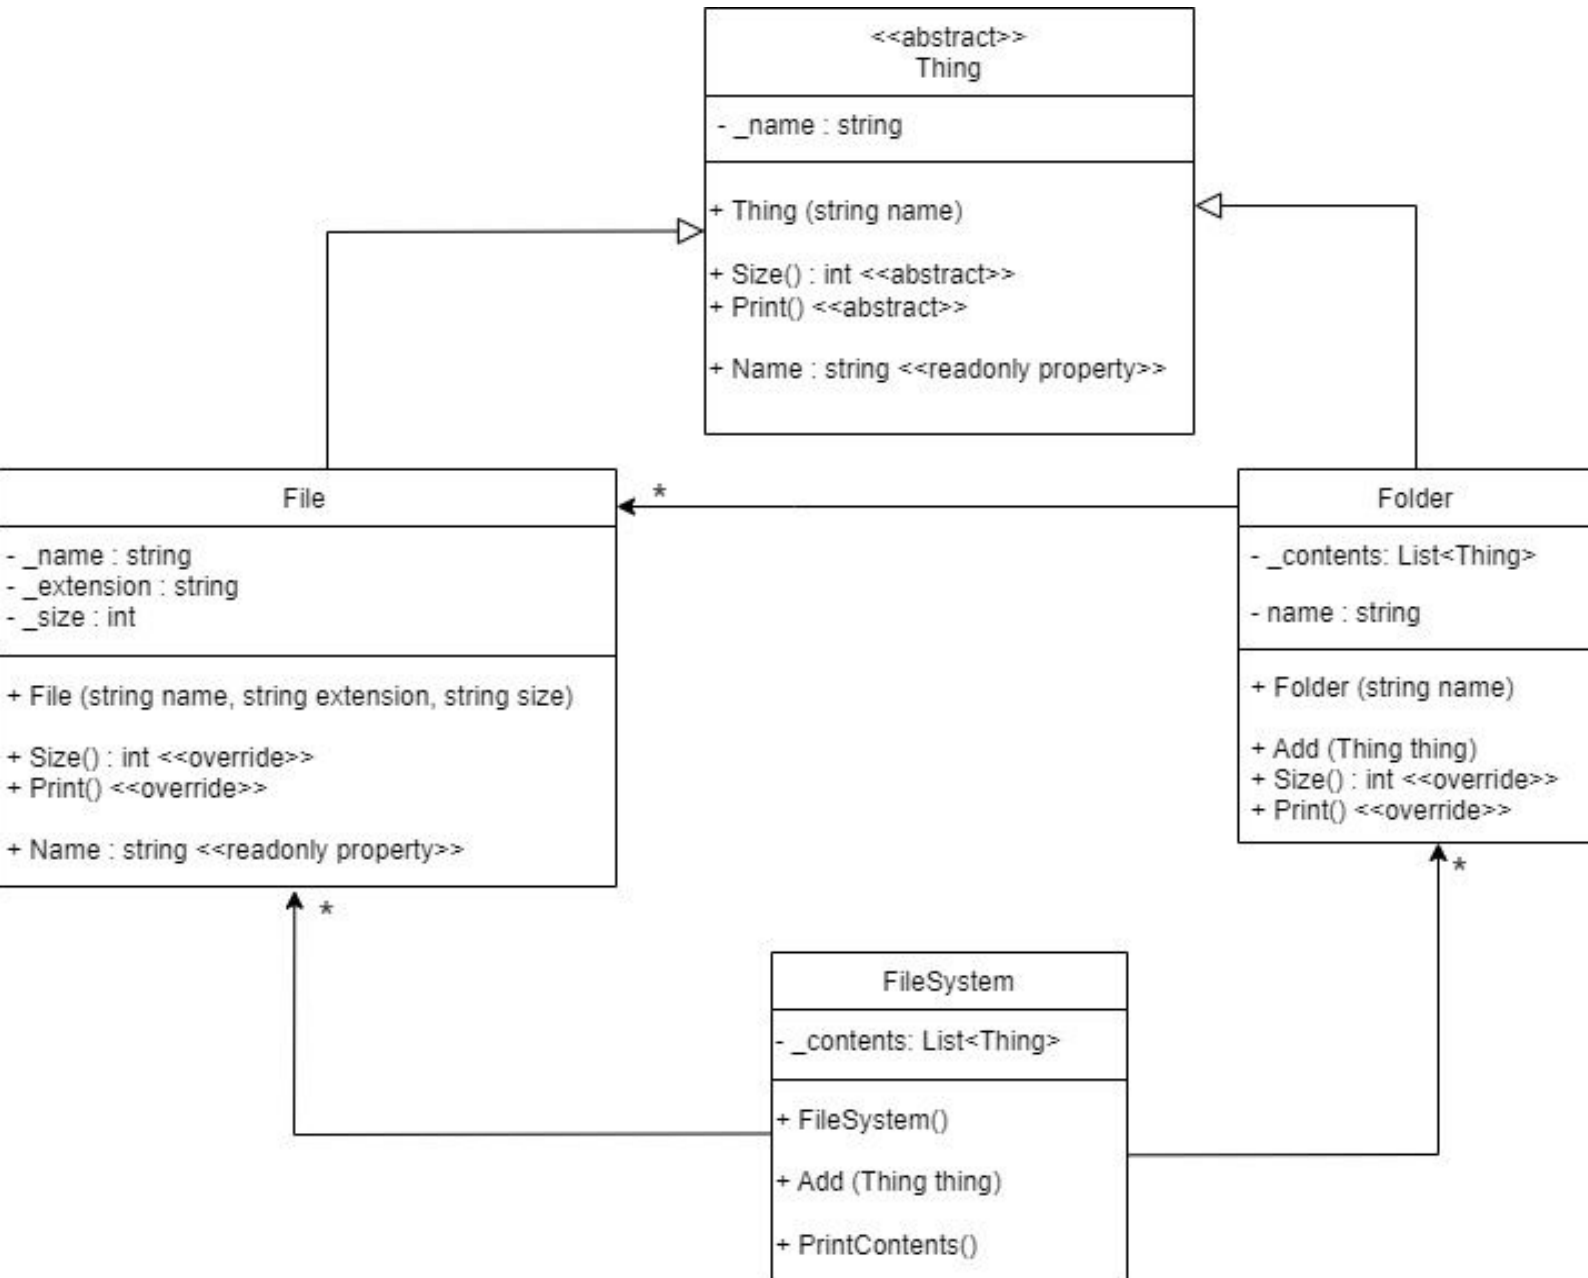 <<abstract>>
Thing
- _name : string
+ Thing (string name)
+ Size() : int <<abstract>>
+ Print() <<abstract>>
+ Name : string <<readonly property>>
File
- _name : string
- _extension : string
- _size : int
+ File (string name, string extension, string size)
+ Size() : int <<override>>
+ Print() <<override>>
+ Name : string <<readonly property>>
*
*
Folder
- _contents: List<Thing>
- name : string
+ Folder (string name)
+ Add (Thing thing)
+ Size() : int <<override>>
+ Print() <<override>>
*
FileSystem
- _contents: List<Thing>
+ FileSystem()
+ Add (Thing thing)
+ PrintContents()